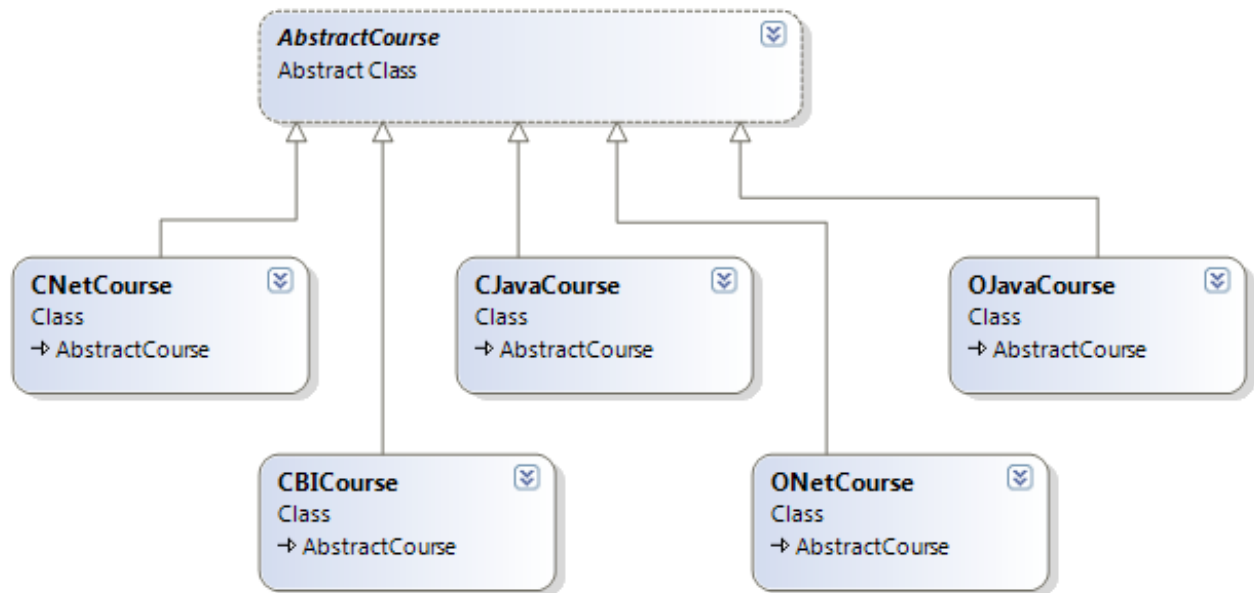 AbstractCourse
Abstract Class
CNetCourse
Class
AbstractCourse
CJavaCourse
Class
AbstractCourse
OJavaCourse
Class
AbstractCourse
CBICourse
Class
AbstractCourse
ONetCourse
Class
AbstractCourse